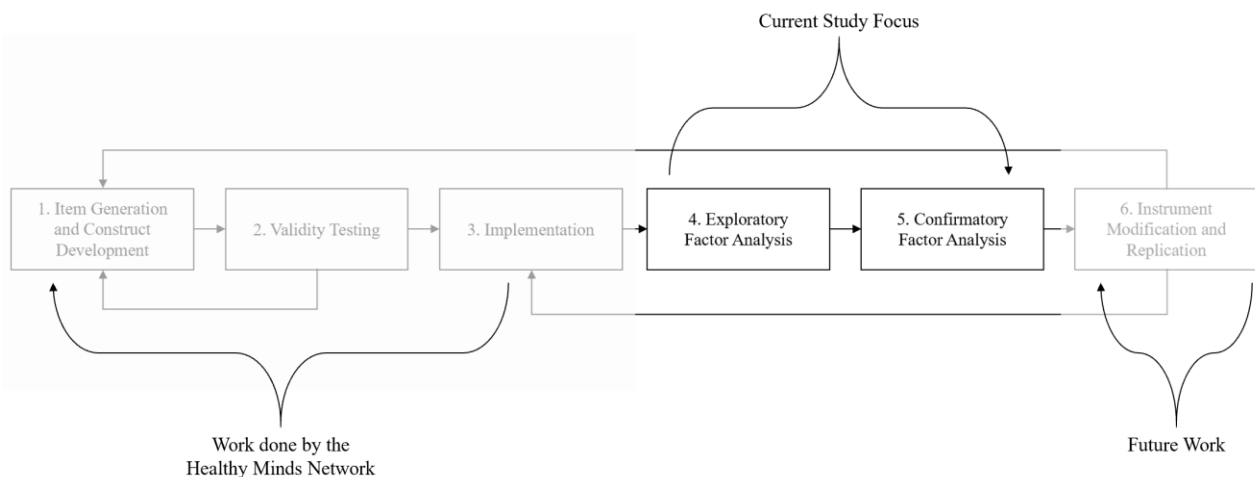 Current Study Focus
1. Item Generation
and Construct
Development
2. Validity Testing
3. Implementation
4. Exploratory
Factor Analysis
5. Confirmatory
Factor Analysis
6. Instrument
Modification and
Replication
Work done by the
Healthy Minds Network
Future Work